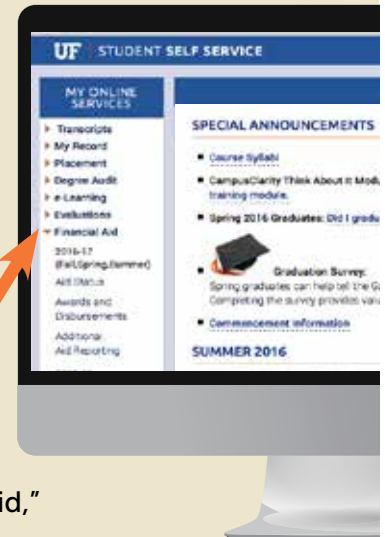 UF STUDENT SELF SERVICE
MY ONLINE
SERVICES
Transcripts
My Record
Placement
Degree Audit
e-Learning
Evaluations
Financial Aid
2016-17
(Fall,Spring,Summer)
Aid Status
Awards and
Disbursements
Additional
Aid Reporting
SPECIAL ANNOUNCEMENTS
Course Syllabi
CampusClarity Think About It Modu
training module.
Spring 2016 Graduates: Did I gradu
Graduation Survey:
Spring graduates can help tell the Ga
Completing the survey provides valu
Commencement information
SUMMER 2016
id,”